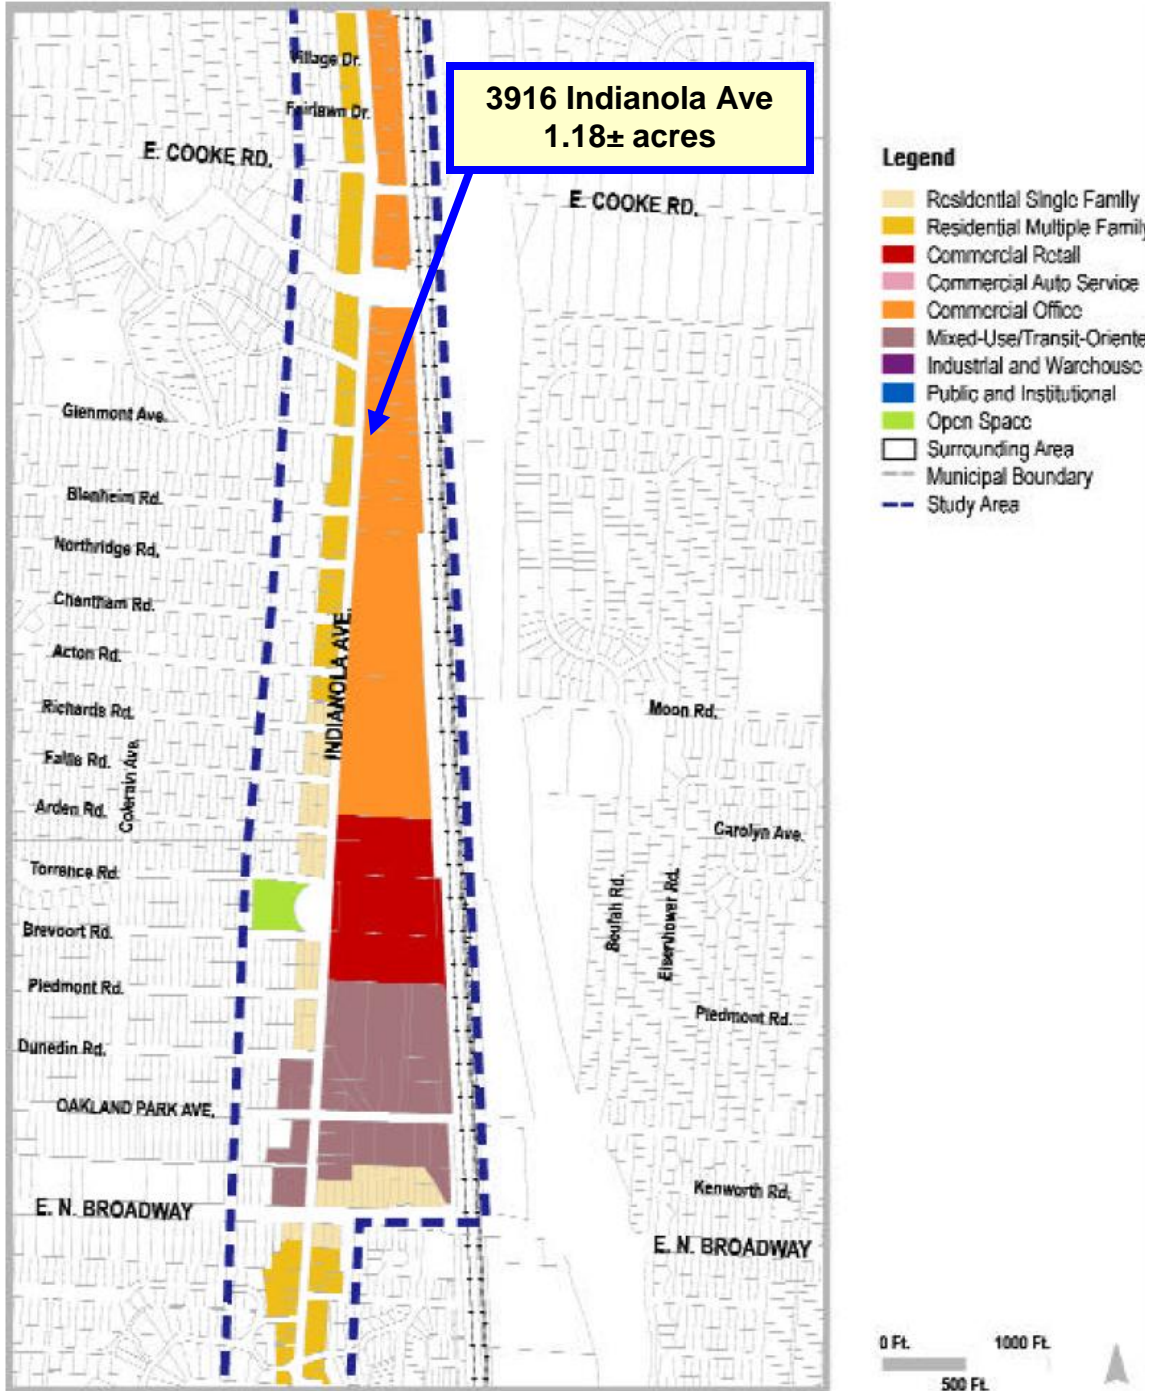 Village Dr.
Fairlawn Dr.
3916 Indianola Ave
1.18± acres
E. COOKE RD.
E. COOKE RD.
Glenmont Ave.
Blenheim Rd.
Northridge Rd.
Chantham Rd.
Acton Rd.
INDIANOLA AVE.
Richards Rd.
Moon Rd.
Fallis Rd.
Arden Rd.
Carolyn Ave.
Torrence Rd.
Beulah Rd.
Eisenhower Rd.
Brevoort Rd.
Piedmont Rd.
Piedmont Rd.
Dunedin Rd.
OAKLAND PARK AVE.
Kenworth Rd.
E. N. BROADWAY
E. N. BROADWAY
Legend
Residential Single Family
Residential Multiple Family
Commercial Retail
Commercial Auto Service
Commercial Office
Mixed-Use/Transit-Oriente
Industrial and Warehouse
Public and Institutional
Open Space
Surrounding Area
Municipal Boundary
Study Area
0 Ft.
1000 Ft.
500 Ft.